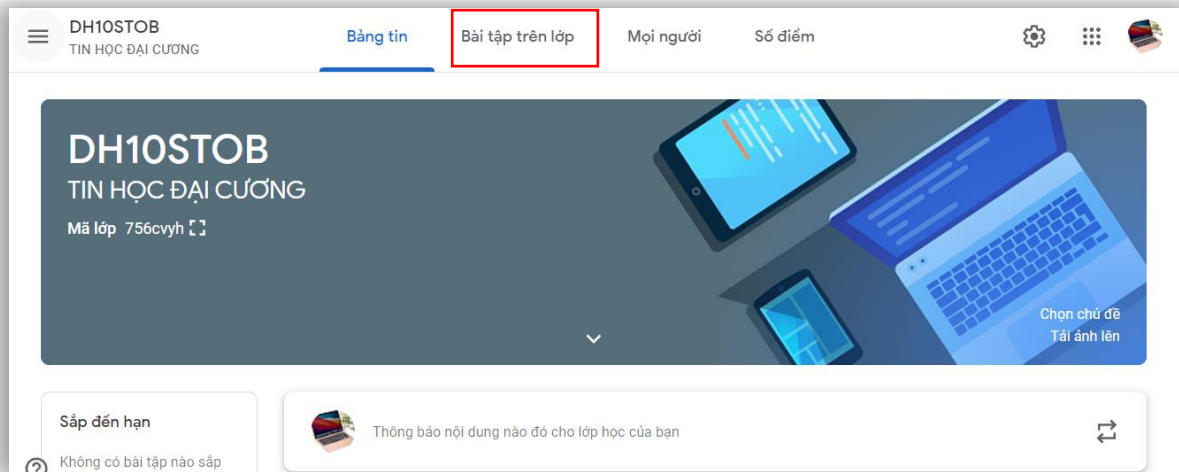 DH10STOB
TIN HỌC ĐẠI CƯƠNG
Bảng tin
Bài tập trên lớp
Mọi người
Số điểm
DH10STOB
TIN HỌC ĐẠI CƯƠNG
Mã lớp 756cvyh
Chọn chủ đề
Tải ảnh lên
Sắp đến hạn
Không có bài tập nào sắp
Thông báo nội dung nào đó cho lớp học của bạn